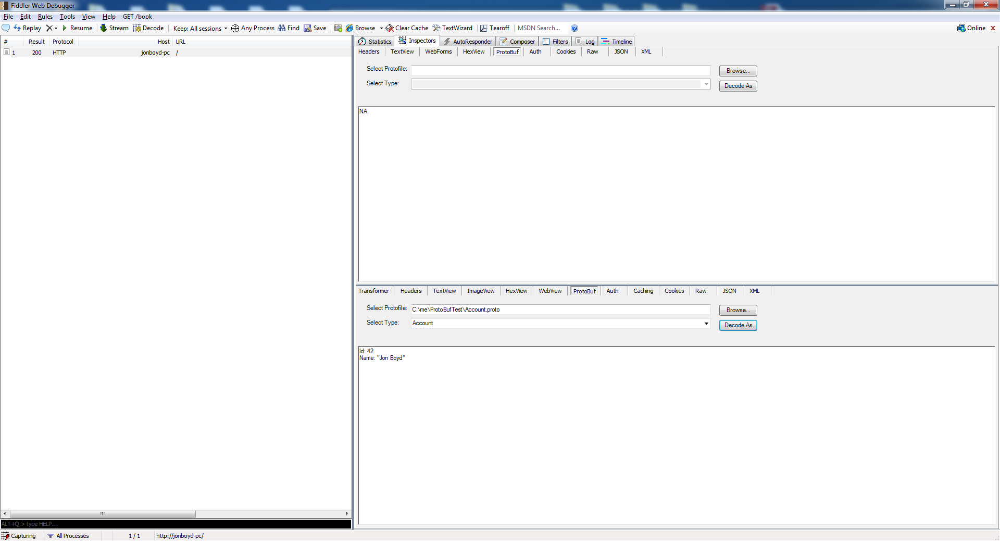 Fiddler Web Debugger
File Edit Rules Tools View Help GET /book
Replay Resume Stream Decode Keep: All sessions Any Process Find Save Browse Clear Cache TextWizard Tearoff MSDN Search... Online
# Result Protocol Host URL
1 200 HTTP jonboyd-pc /
Statistics Inspectors AutoResponder Composer Filters Log Timeline
Headers TextView WebForms HexView ProtoBuf Auth Cookies Raw JSON XML
Select Protofile: Browse...
Select Type: Decode As
NA
Transformer Headers TextView ImageView HexView WebView ProtoBuf Auth Caching Cookies Raw JSON XML
Select Protofile: C:\me\ProtoBufTest\Account.proto Browse...
Select Type: Account Decode As
Id: 42
Name: "Jon Boyd"
ALT+Q > type HELP...
Capturing All Processes 1 / 1 http://jonboyd-pc/